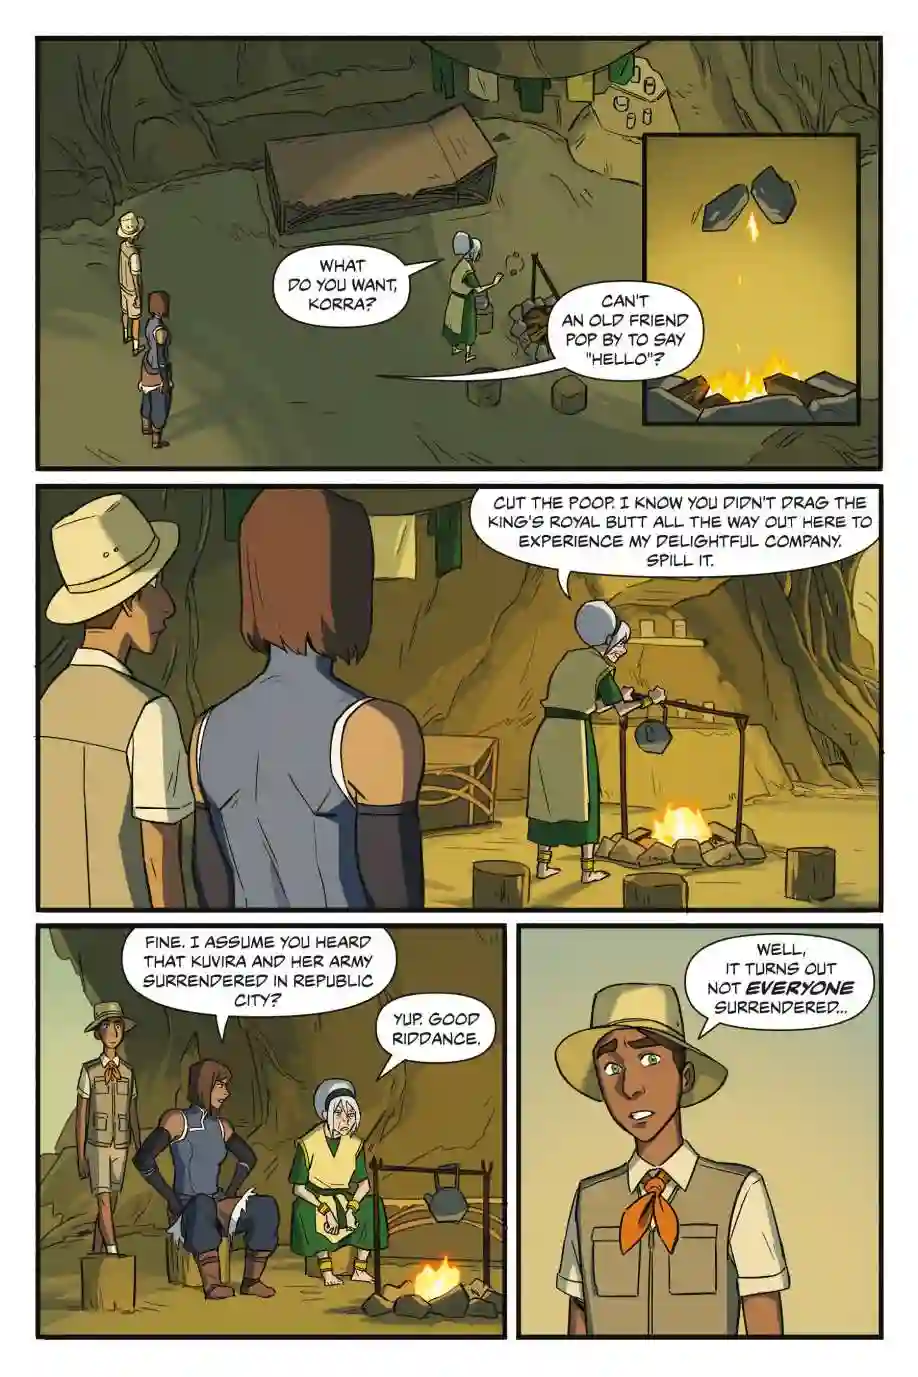 WHAT
DO YOU WANT,
KORRA?
CAN'T
AN OLD FRIEND
POP BY TO SAY
"HELLO"?
CUT THE POOP. I KNOW YOU DIDN'T DRAG THE
KING'S ROYAL BUTT ALL THE WAY OUT HERE TO
EXPERIENCE MY DELIGHTFUL COMPANY.
SPILL IT.
FINE. I ASSUME YOU HEARD
THAT KUVIRA AND HER ARMY
SURRENDERED IN REPUBLIC
CITY?
YUP. GOOD
RIDDANCE.
WELL,
IT TURNS OUT
NOT EVERYONE
SURRENDERED...